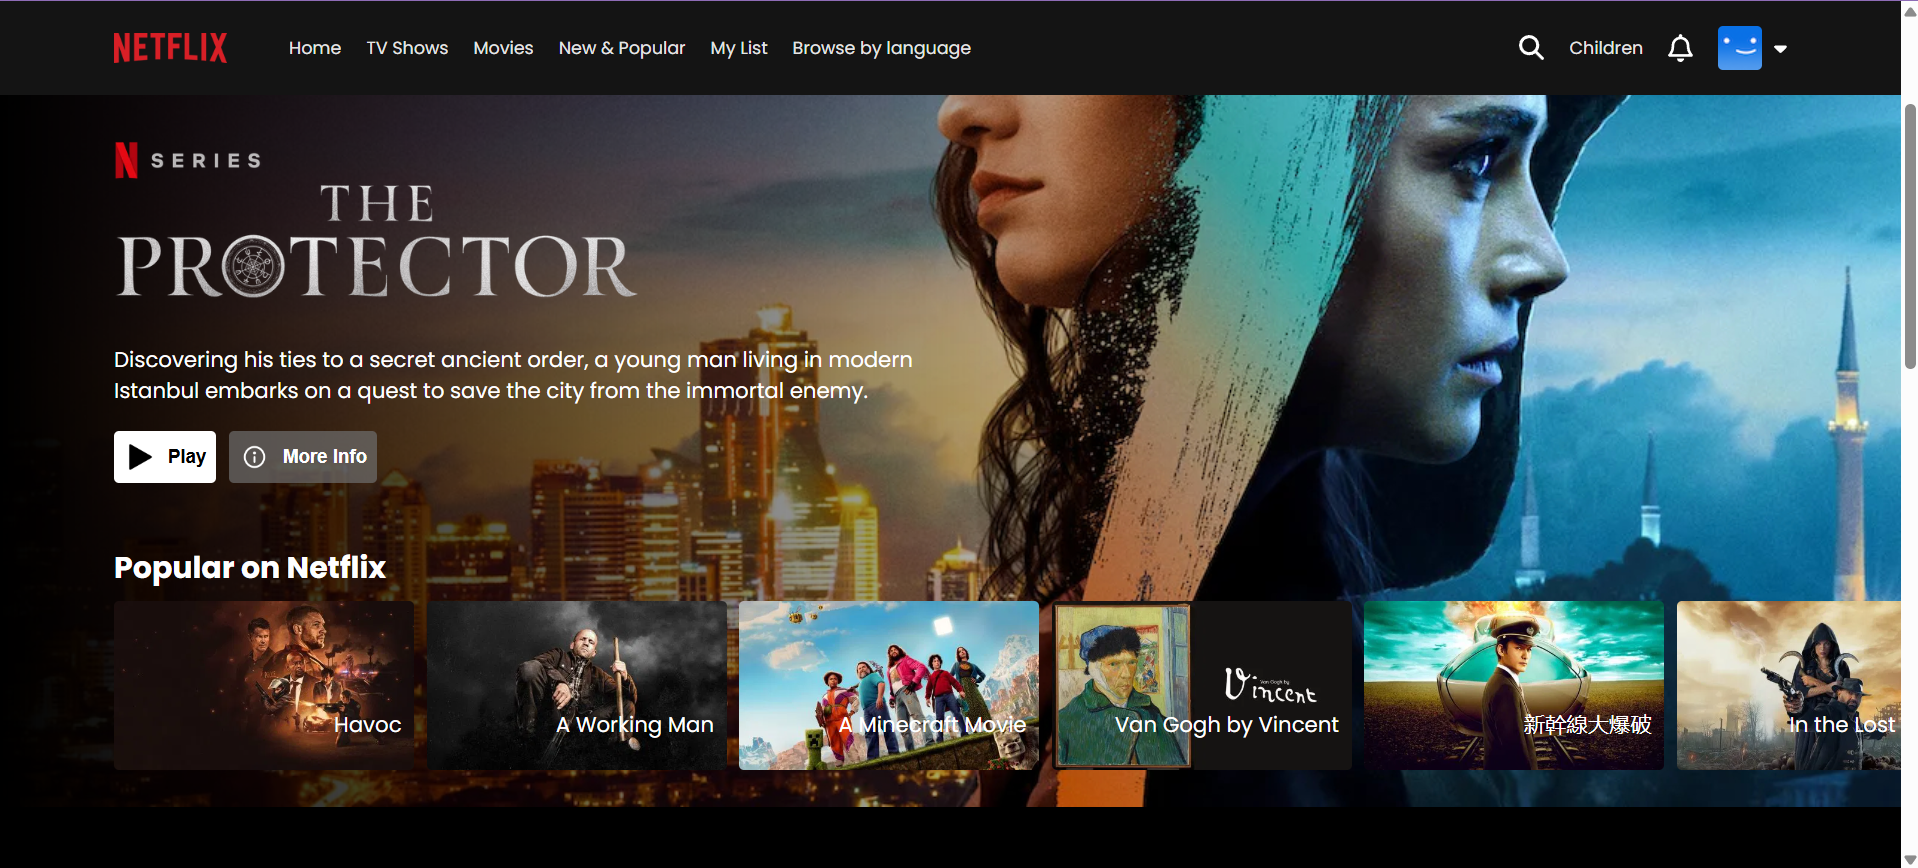 NETFLIX
Home TV Shows Movies New & Popular My List Browse by language
Children
N SERIES
THE
PROTECTOR
Discovering his ties to a secret ancient order, a young man living in modern
Istanbul embarks on a quest to save the city from the immortal enemy.
Play More Info
Popular on Netflix
Havoc
A Working Man
A Minecraft Movie
Van Gogh by
Vincent
Van Gogh by Vincent
新幹線大爆破
In the Lost